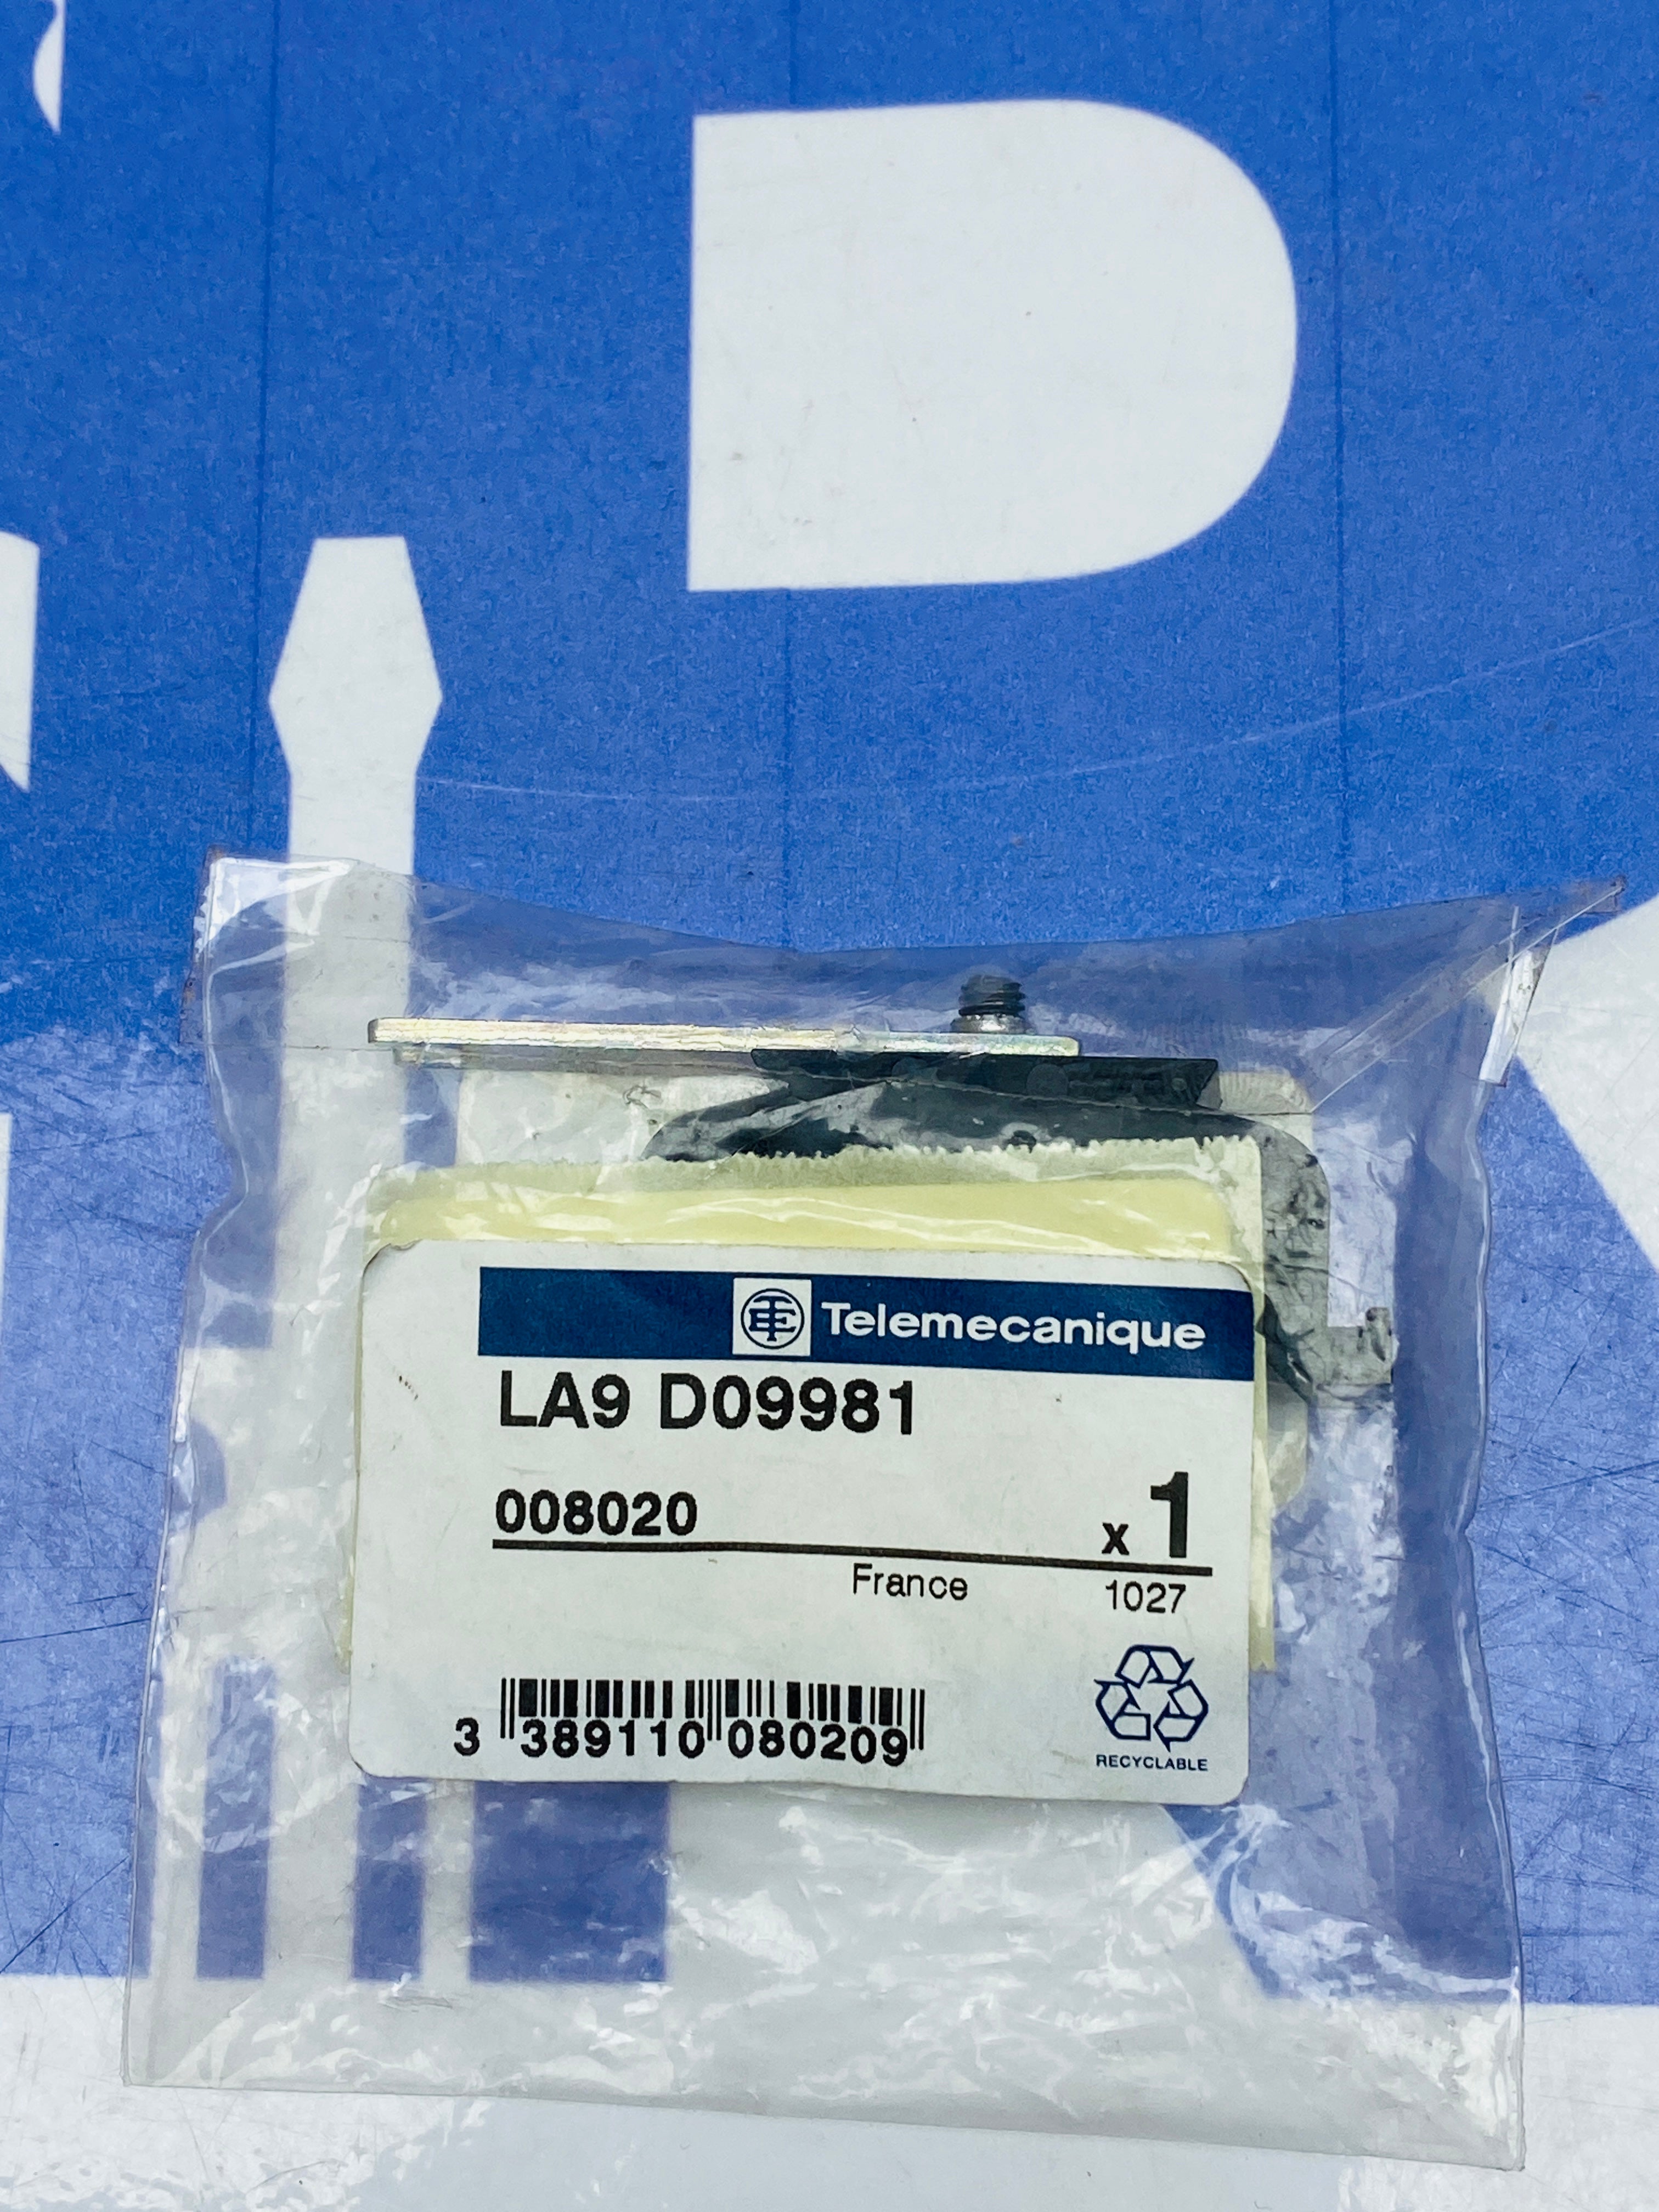 Telemecanique
LA9 D09981
008020 x 1
France 1027
3 389110 080209
RECYCLABLE